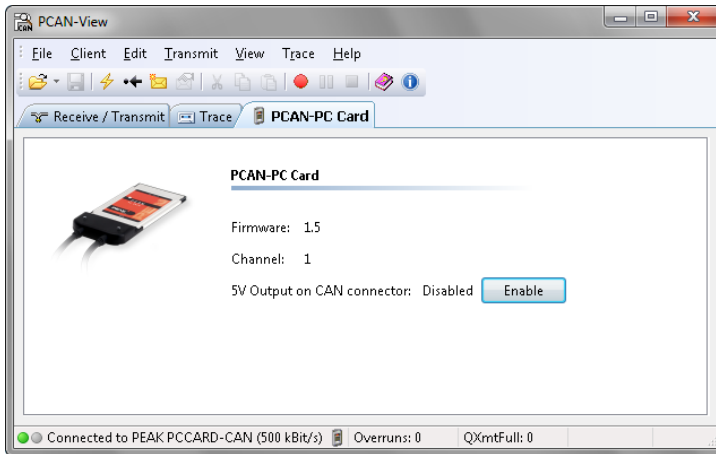 PCAN-View
File Client Edit Transmit View Trace Help
Receive / Transmit Trace PCAN-PC Card
PCAN-PC Card
Firmware: 1.5
Channel: 1
5V Output on CAN connector: Disabled Enable
Connected to PEAK PCCARD-CAN (500 kBit/s) Overruns: 0 QXmtFull: 0